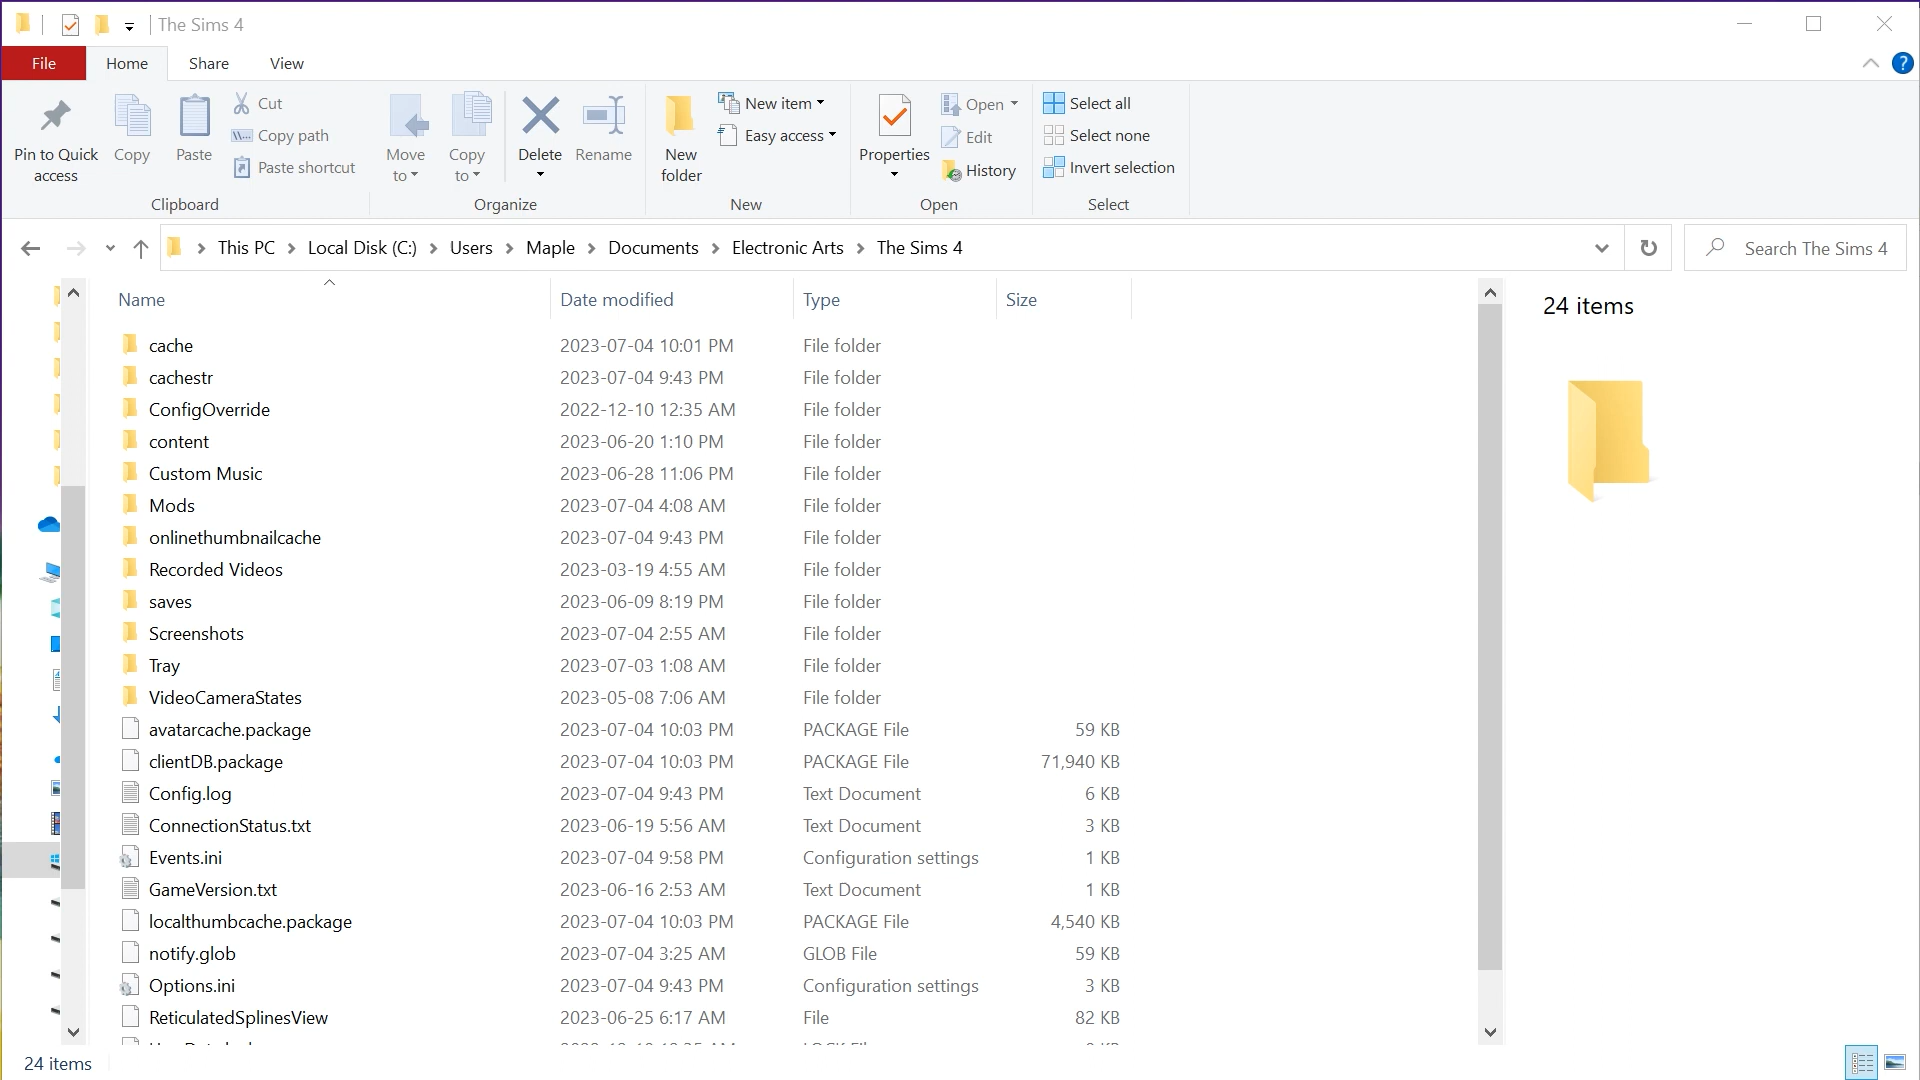 The Sims 4
File Home Share View
?
Pin to Quick access
Copy
Paste
Cut
Copy path
Paste shortcut
Clipboard
Move to
Copy to
Delete
Rename
Organize
New folder
New item
Easy access
New
Properties
Open
Edit
History
Open
Select all
Select none
Invert selection
Select
This PC > Local Disk (C:) > Users > Maple > Documents > Electronic Arts > The Sims 4
Search The Sims 4
Name Date modified Type Size
24 items
cache 2023-07-04 10:01 PM File folder
cachestr 2023-07-04 9:43 PM File folder
ConfigOverride 2022-12-10 12:35 AM File folder
content 2023-06-20 1:10 PM File folder
Custom Music 2023-06-28 11:06 PM File folder
Mods 2023-07-04 4:08 AM File folder
onlinethumbnailcache 2023-07-04 9:43 PM File folder
Recorded Videos 2023-03-19 4:55 AM File folder
saves 2023-06-09 8:19 PM File folder
Screenshots 2023-07-04 2:55 AM File folder
Tray 2023-07-03 1:08 AM File folder
VideoCameraStates 2023-05-08 7:06 AM File folder
avatarcache.package 2023-07-04 10:03 PM PACKAGE File 59 KB
clientDB.package 2023-07-04 10:03 PM PACKAGE File 71,940 KB
Config.log 2023-07-04 9:43 PM Text Document 6 KB
ConnectionStatus.txt 2023-06-19 5:56 AM Text Document 3 KB
Events.ini 2023-07-04 9:58 PM Configuration settings 1 KB
GameVersion.txt 2023-06-16 2:53 AM Text Document 1 KB
localthumbcache.package 2023-07-04 10:03 PM PACKAGE File 4,540 KB
notify.glob 2023-07-04 3:25 AM GLOB File 59 KB
Options.ini 2023-07-04 9:43 PM Configuration settings 3 KB
ReticulatedSplinesView 2023-06-25 6:17 AM File 82 KB
24 items